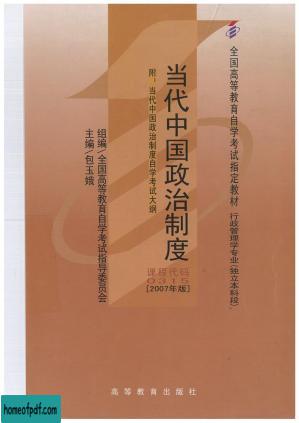 全国高等教育自学考试指定教材
行政管理学专业(独立本科段)
当代中国政治制度
附:当代中国政治制度自学考试大纲
课程代码
0315
[2007年版]
组编/全国高等教育自学考试指导委员会
主编/包玉娥
高等教育出版社
homeofpdf.com